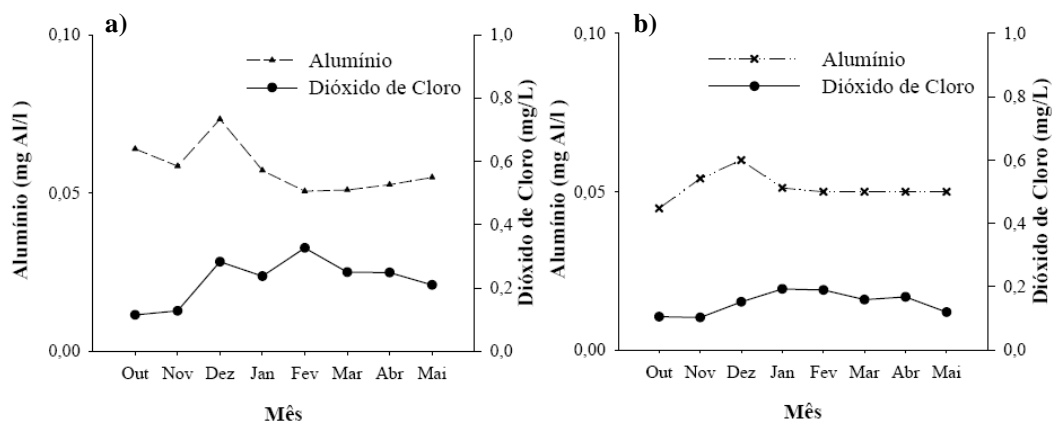 a)
Alumínio
Dióxido de Cloro
0,10
0,05
0,00
Alumínio (mg Al/l )
1,0
0,8
0,6
0,4
0,2
0,0
Dióxido de Cloro (mg/L)
Out Nov Dez Jan Fev Mar Abr Mai
Mês
b)
Alumínio
Dióxido de Cloro
0,10
0,05
0,00
Alumínio (mg Al/l )
1,0
0,8
0,6
0,4
0,2
0,0
Dióxido de Cloro (mg/L)
Out Nov Dez Jan Fev Mar Abr Mai
Mês